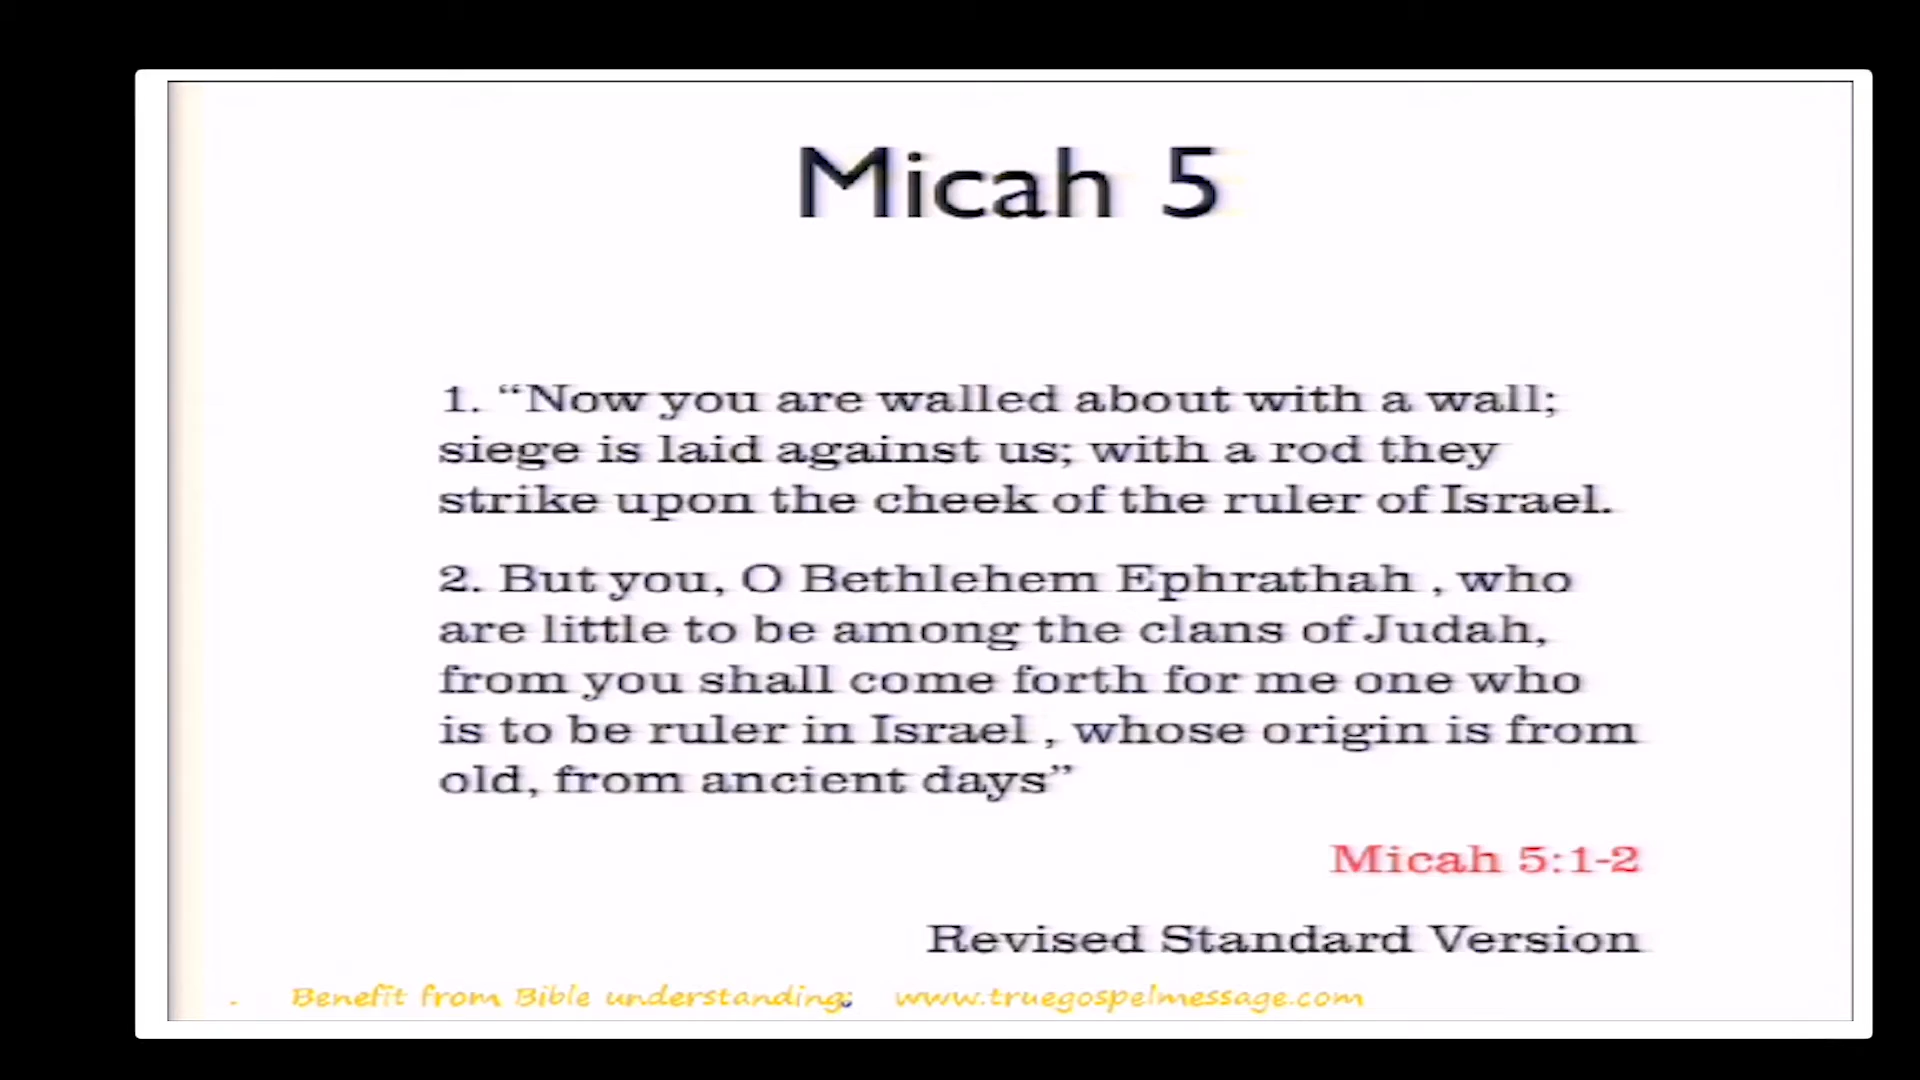 Micah 5
1. “Now you are walled about with a wall;
siege is laid against us; with a rod they
strike upon the cheek of the ruler of Israel.
2. But you, O Bethlehem Ephrathah , who
are little to be among the clans of Judah,
from you shall come forth for me one who
is to be ruler in Israel , whose origin is from
old, from ancient days”
Micah 5:1-2
Revised Standard Version
. Benefit from Bible understanding; www.truegospelmessage.com